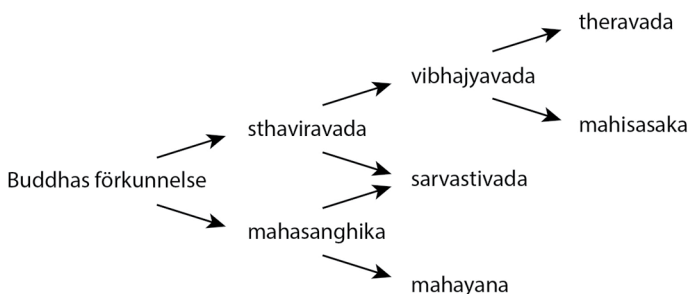 theravada
vibhajyavada
mahisasaka
sthaviravada
sarvastivada
Buddhas förkunnelse
mahasanghika
mahayana